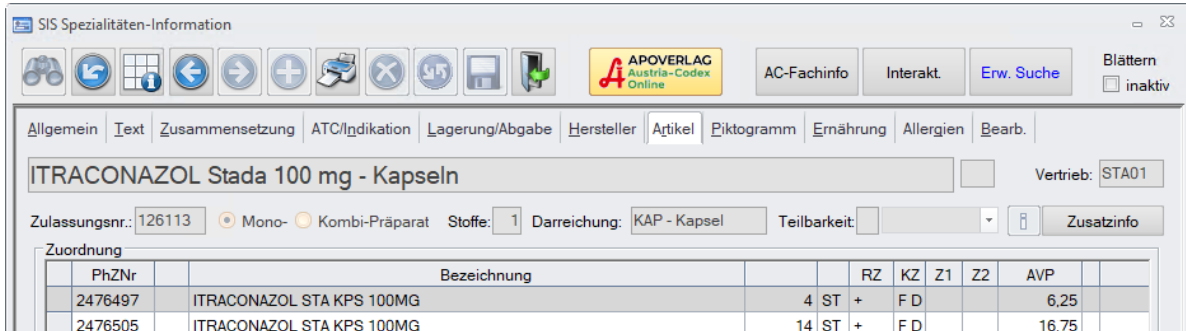 SIS Spezialitäten-Information
APOVERLAG
Austria-Codex
Online
AC-Fachinfo
Interakt.
Erw. Suche
Blättern
inaktiv
Allgemein Text Zusammensetzung ATC/Indikation Lagerung/Abgabe Hersteller Artikel Piktogramm Ernährung Allergien Bearb.
ITRACONAZOL Stada 100 mg - Kapseln Vertrieb: STA01
Zulassungsnr.: 126113 Mono- Kombi-Präparat Stoffe: 1 Darreichung: KAP - Kapsel Teilbarkeit: Zusatzinfo
Zuordnung
PhZNr Bezeichnung RZ KZ Z1 Z2 AVP
2476497 ITRACONAZOL STA KPS 100MG 4 ST + F D 6,25
2476505 ITRACONAZOL STA KPS 100MG 14 ST + F D 16,75